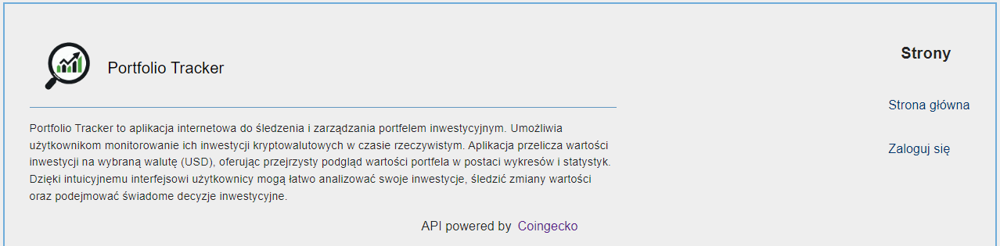 Portfolio Tracker
Portfolio Tracker to aplikacja internetowa do śledzenia i zarządzania portfelem inwestycyjnym. Umożliwia
użytkownikom monitorowanie ich inwestycji kryptowalutowych w czasie rzeczywistym. Aplikacja przelicza wartości
inwestycji na wybraną walutę (USD), oferując przejrzysty podgląd wartości portfela w postaci wykresów i statystyk.
Dzięki intuicyjnemu interfejsowi użytkownicy mogą łatwo analizować swoje inwestycje, śledzić zmiany wartości
oraz podejmować świadome decyzje inwestycyjne.
Strony
Strona główna
Zaloguj się
API powered by Coingecko